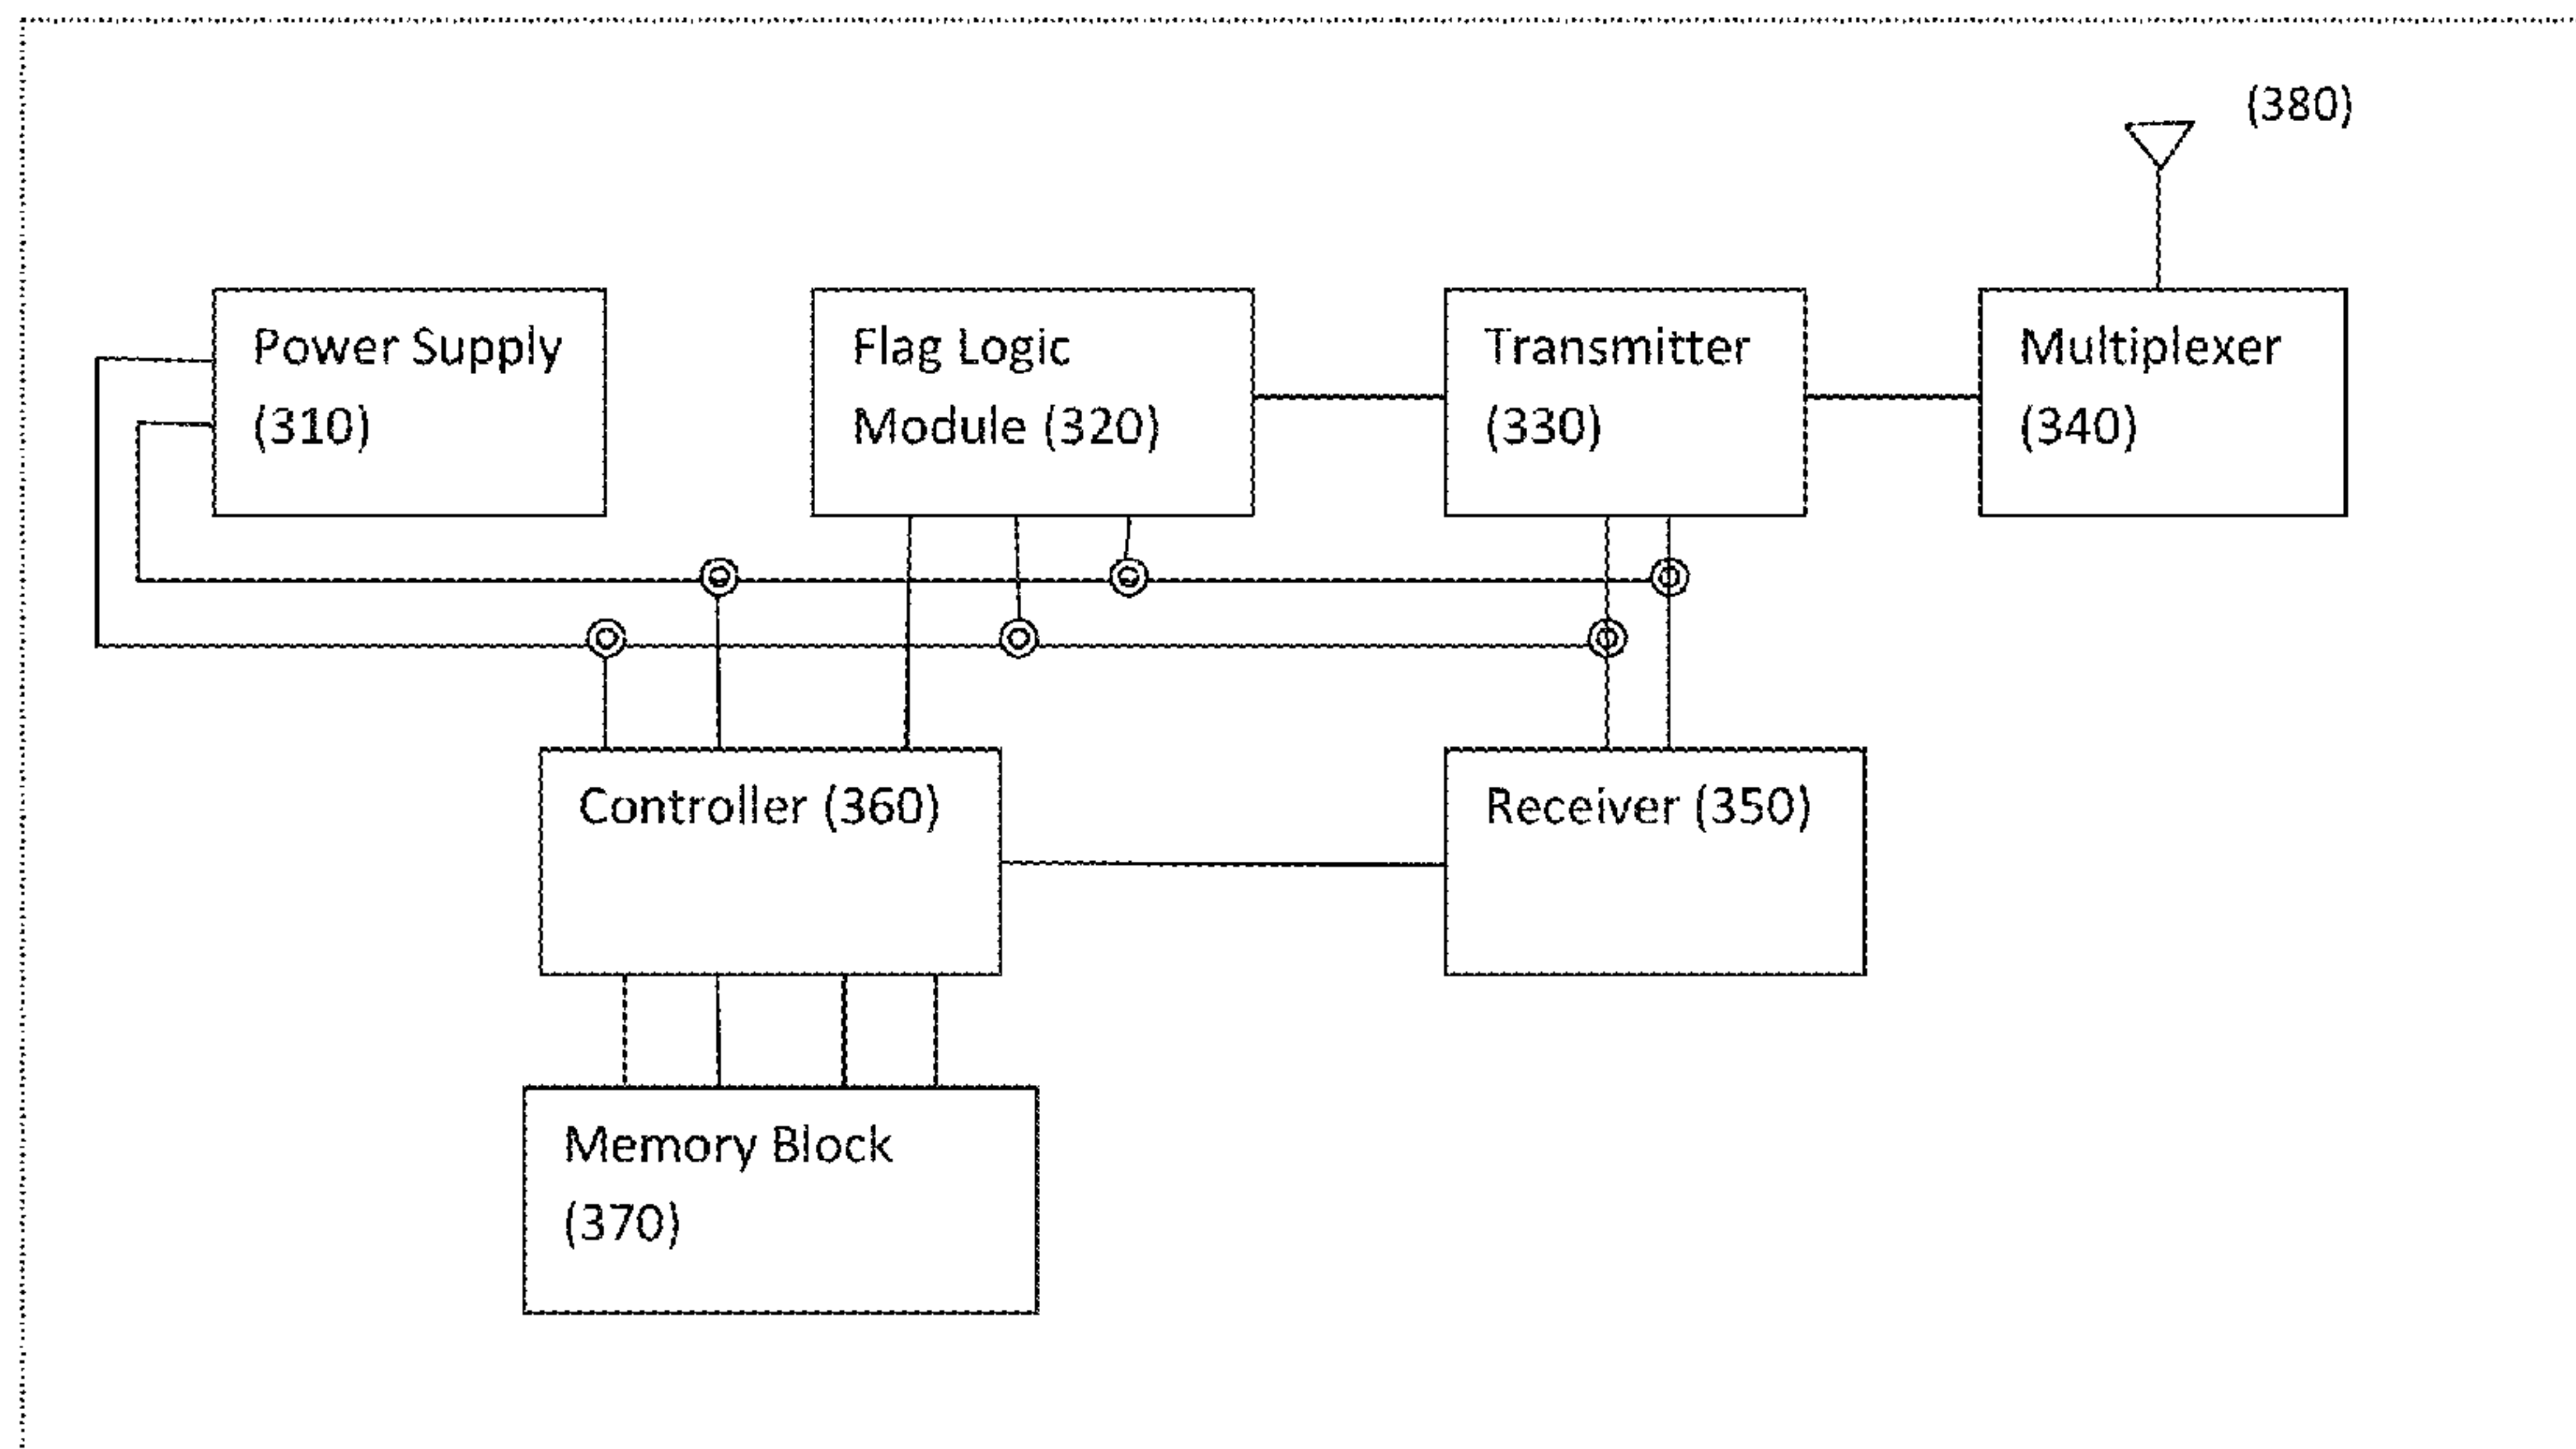 (380)
Power Supply
(310)
Flag Logic
Module (320)
Transmitter
(330)
Multiplexer
(340)
Controller (360)
Receiver (350)
Memory Block
(370)